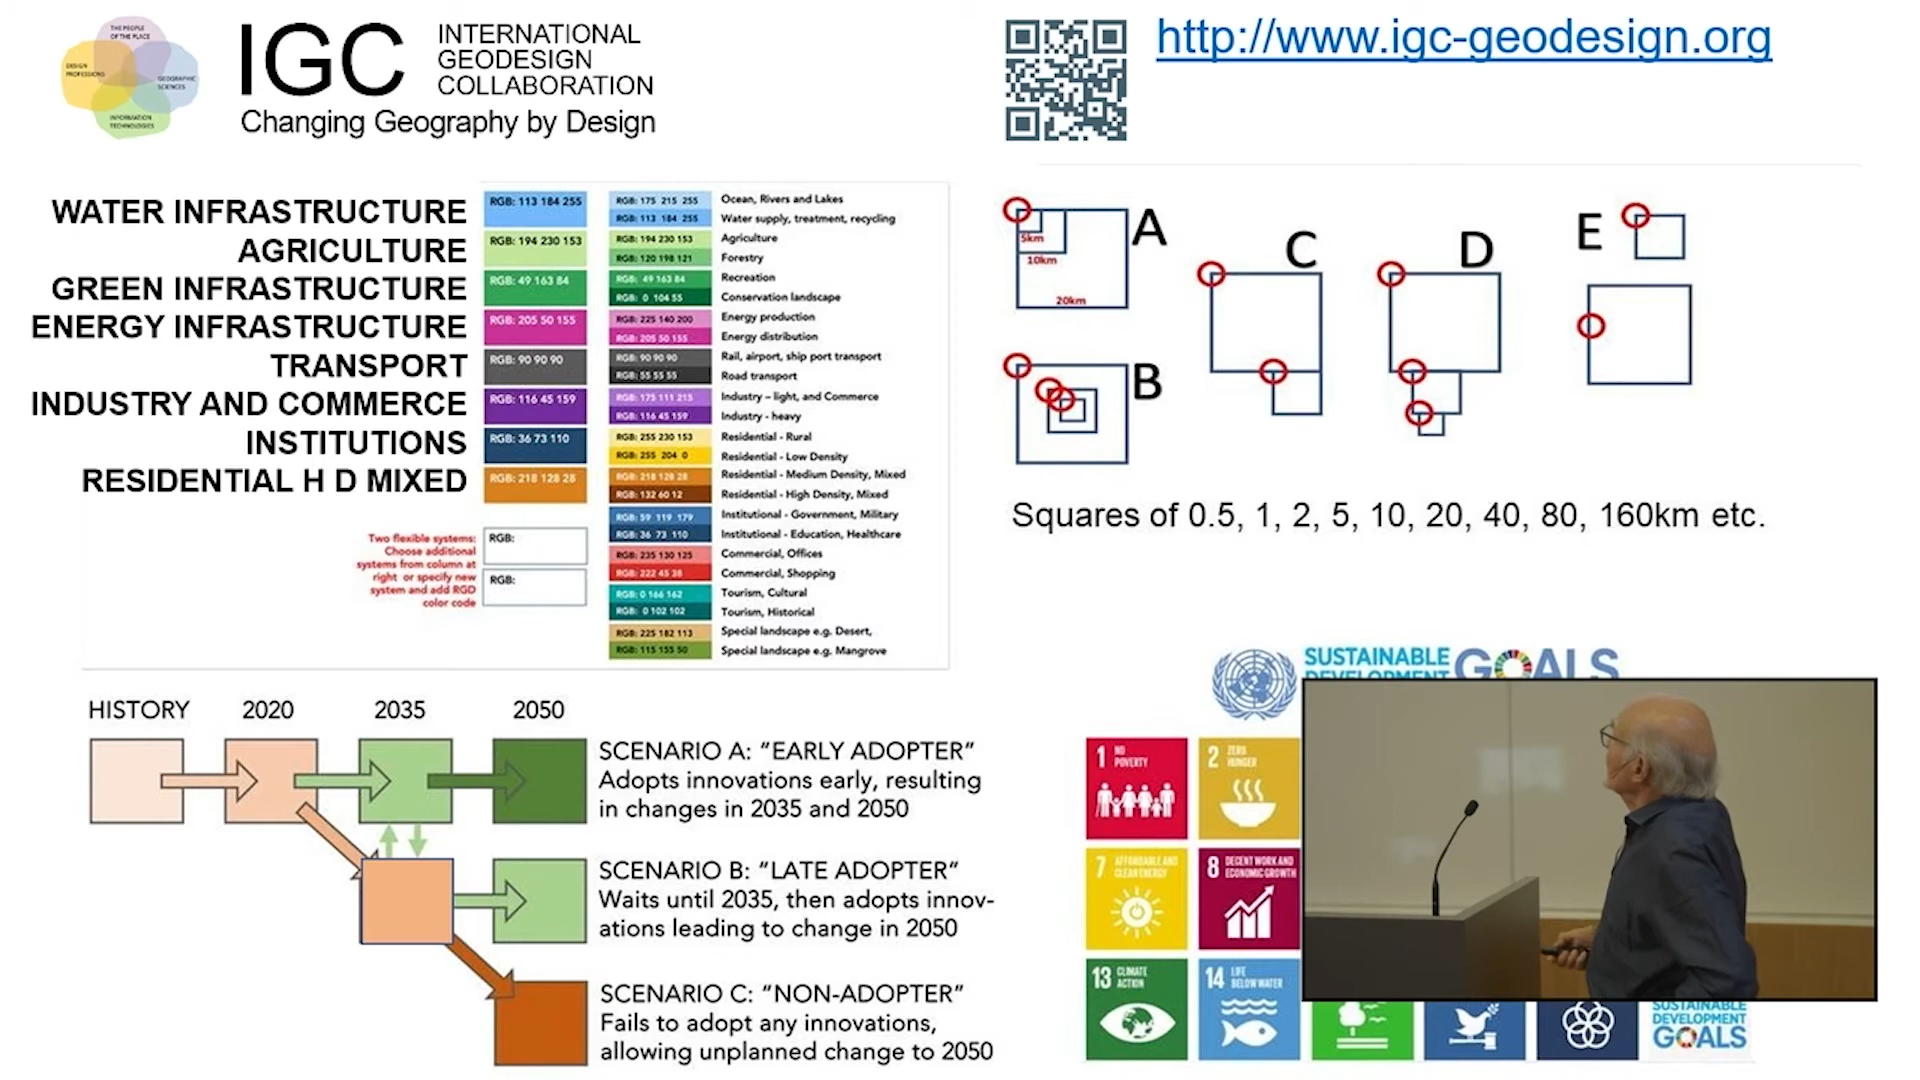 THE PEOPLE
OF THE PLACE
DESIGN
PROFESSIONS
GEOGRAPHIC
SCIENCES
INFORMATION
TECHNOLOGIES
IGC
INTERNATIONAL
GEODESIGN
COLLABORATION
Changing Geography by Design
http://www.igc-geodesign.org
WATER INFRASTRUCTURE
AGRICULTURE
GREEN INFRASTRUCTURE
ENERGY INFRASTRUCTURE
TRANSPORT
INDUSTRY AND COMMERCE
INSTITUTIONS
RESIDENTIAL H D MIXED
RGB: 113 184 255
RGB: 194 230 153
RGB: 49 163 84
RGB: 205 50 155
RGB: 90 90 90
RGB: 116 45 159
RGB: 36 73 110
RGB: 218 128 28
Two flexible systems:
Choose additional
systems from column at
right or specify new
system and add RGD
color code
RGB:
RGB:
RGB: 175 215 255 Ocean, Rivers and Lakes
RGB: 113 184 255 Water supply, treatment, recycling
RGB: 194 230 153 Agriculture
RGB: 120 198 121 Forestry
RGB: 49 163 84 Recreation
RGB: 0 104 55 Conservation landscape
RGB: 225 140 200 Energy production
RGB: 205 50 155 Energy distribution
RGB: 90 90 90 Rail, airport, ship port transport
RGB: 55 55 55 Road transport
RGB: 175 111 215 Industry – light, and Commerce
RGB: 116 45 159 Industry - heavy
RGB: 255 230 153 Residential - Rural
RGB: 255 204 0 Residential - Low Density
RGB: 218 128 28 Residential - Medium Density, Mixed
RGB: 132 60 12 Residential - High Density, Mixed
RGB: 59 119 179 Institutional - Government, Military
RGB: 36 73 110 Institutional - Education, Healthcare
RGB: 235 130 125 Commercial, Offices
RGB: 222 45 38 Commercial, Shopping
RGB: 0 166 162 Tourism, Cultural
RGB: 0 102 102 Tourism, Historical
RGB: 225 182 113 Special landscape e.g. Desert,
RGB: 115 155 50 Special landscape e.g. Mangrove
A
5km
10km
20km
B
C
D
E
Squares of 0.5, 1, 2, 5, 10, 20, 40, 80, 160km etc.
HISTORY 2020 2035 2050
SCENARIO A: “EARLY ADOPTER”
Adopts innovations early, resulting
in changes in 2035 and 2050
SCENARIO B: “LATE ADOPTER”
Waits until 2035, then adopts innov-
ations leading to change in 2050
SCENARIO C: “NON-ADOPTER”
Fails to adopt any innovations,
allowing unplanned change to 2050
SUSTAINABLE
DEVELOPMENT
GOALS
1 NO
POVERTY
2 ZERO
HUNGER
7 AFFORDABLE AND
CLEAN ENERGY
8 DECENT WORK AND
ECONOMIC GROWTH
13 CLIMATE
ACTION
14 LIFE
BELOW WATER
SUSTAINABLE
DEVELOPMENT
GOALS